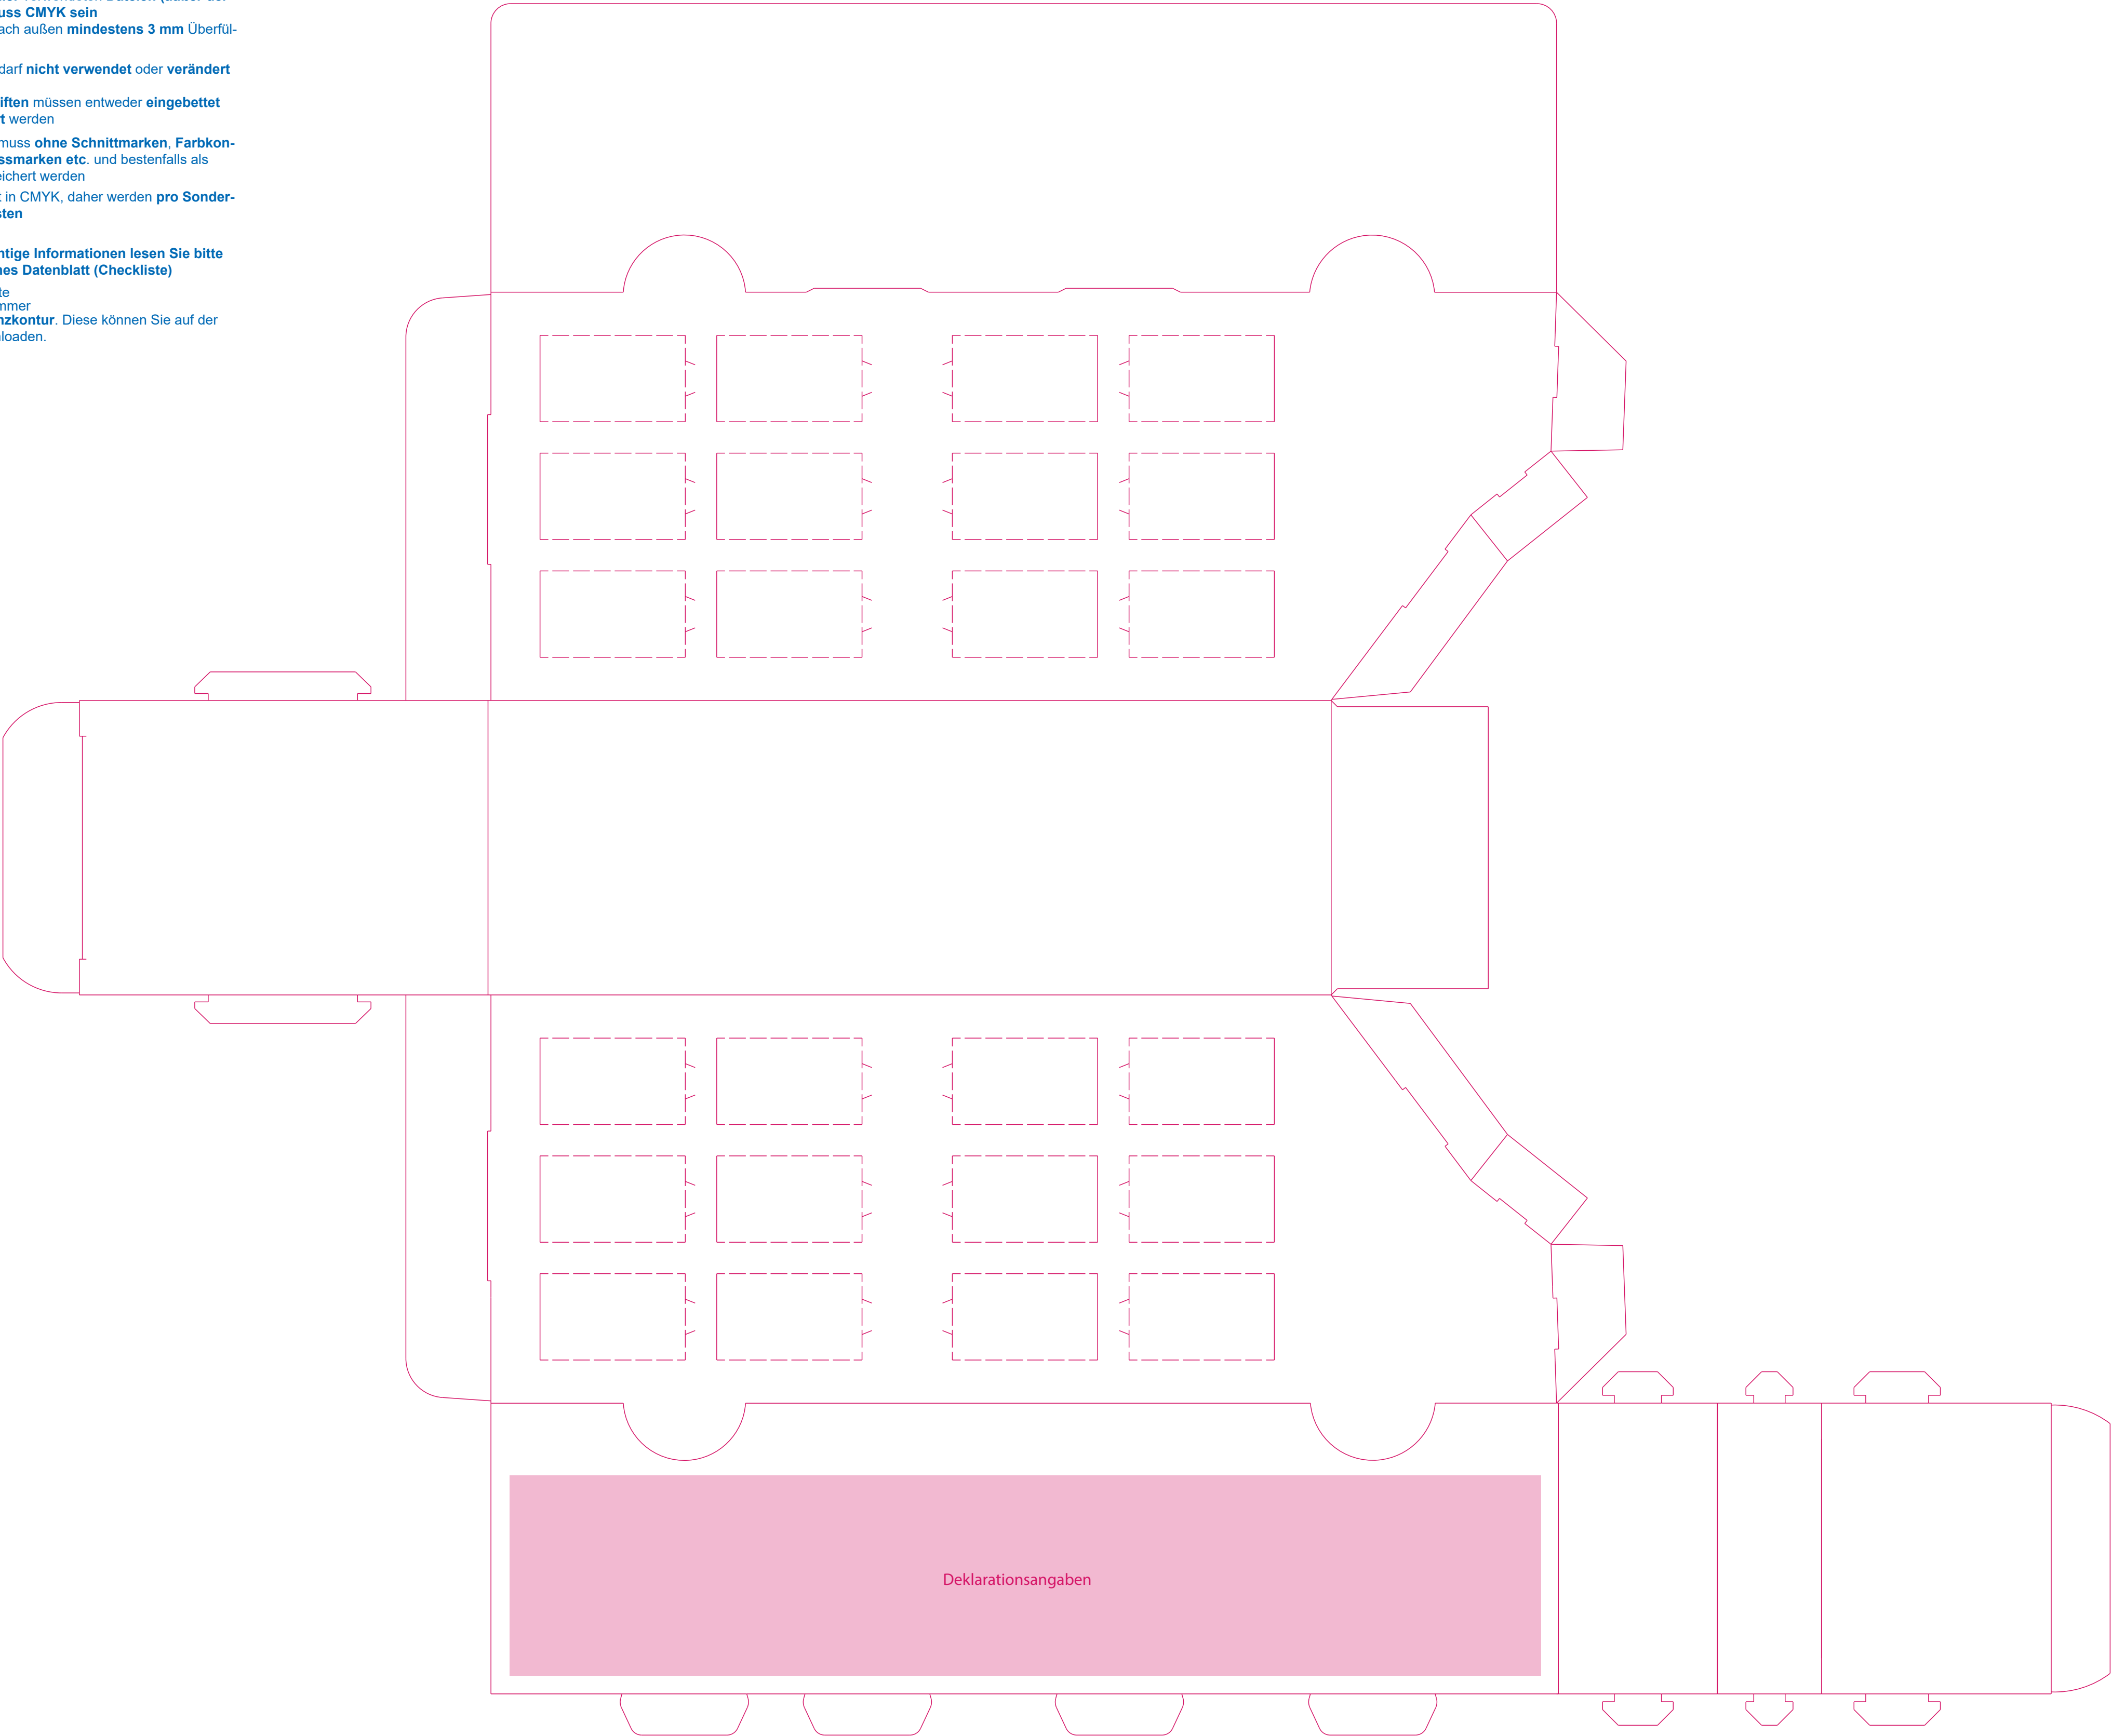 uss CMYK sein
ach außen mindestens 3 mm Überfül-
darf nicht verwendet oder verändert
iften müssen entweder eingebettet
t werden
muss ohne Schnittmarken, Farbkon-
ssmarken etc. und bestenfalls als
eichert werden
t in CMYK, daher werden pro Sonder-
sten
htige Informationen lesen Sie bitte
nes Datenblatt (Checkliste)
te
mmer
nzkontur. Diese können Sie auf der
loaden.
Deklarationsangaben